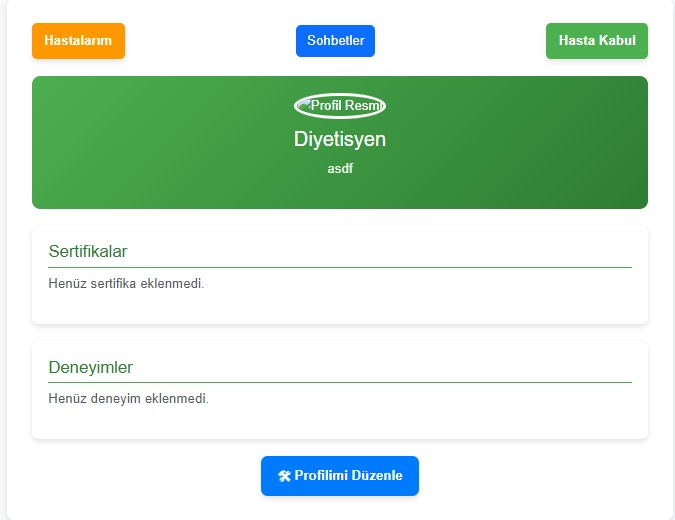 Hastalarım
Sohbetler
Hasta Kabul
Profil Resmi
Diyetisyen
asdf
Sertifikalar
Henüz sertifika eklenmedi.
Deneyimler
Henüz deneyim eklenmedi.
🛠 Profilimi Düzenle